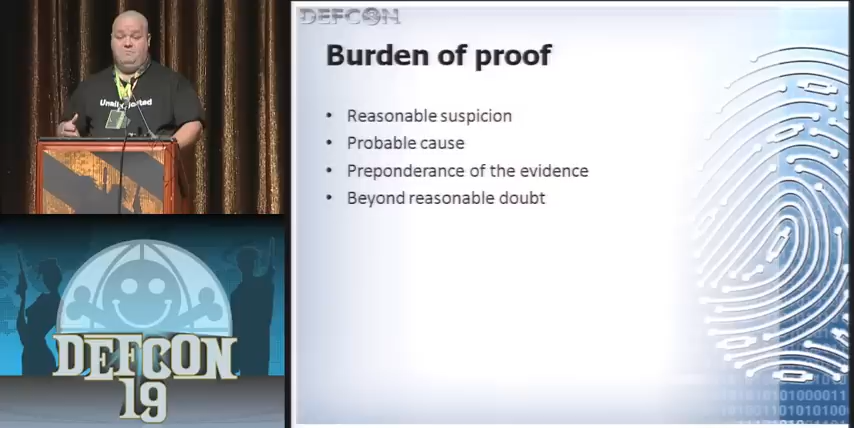 DEFCON
Burden of proof
• Reasonable suspicion
• Probable cause
• Preponderance of the evidence
• Beyond reasonable doubt
DEFCON
19